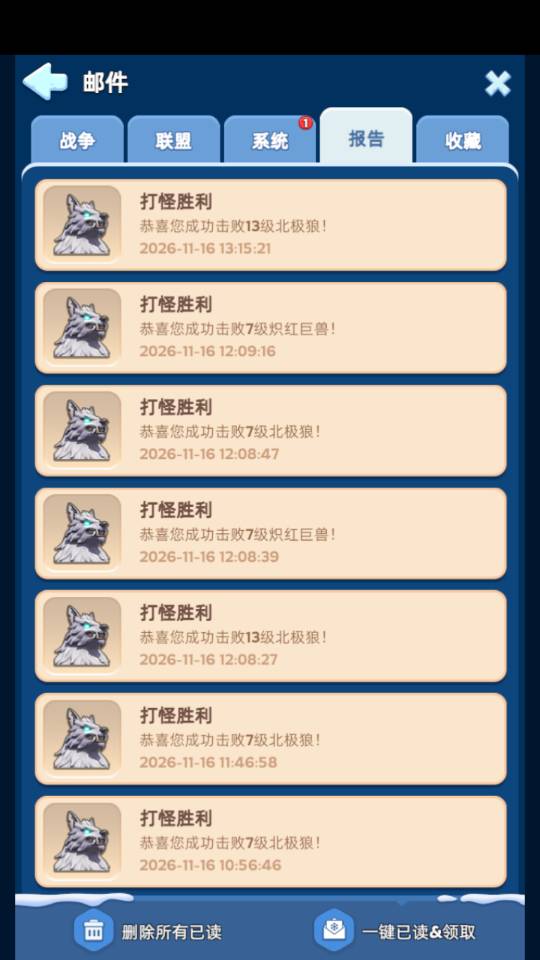 邮件
战争
联盟
系统
1
报告
收藏
打怪胜利
恭喜您成功击败13级北极狼!
2026-11-16 13:15:21
打怪胜利
恭喜您成功击败7级炽红巨兽!
2026-11-16 12:09:16
打怪胜利
恭喜您成功击败7级北极狼!
2026-11-16 12:08:47
打怪胜利
恭喜您成功击败7级炽红巨兽!
2026-11-16 12:08:39
打怪胜利
恭喜您成功击败13级北极狼!
2026-11-16 12:08:27
打怪胜利
恭喜您成功击败7级北极狼!
2026-11-16 11:46:58
打怪胜利
恭喜您成功击败7级北极狼!
2026-11-16 10:56:46
删除所有已读
一键已读&领取